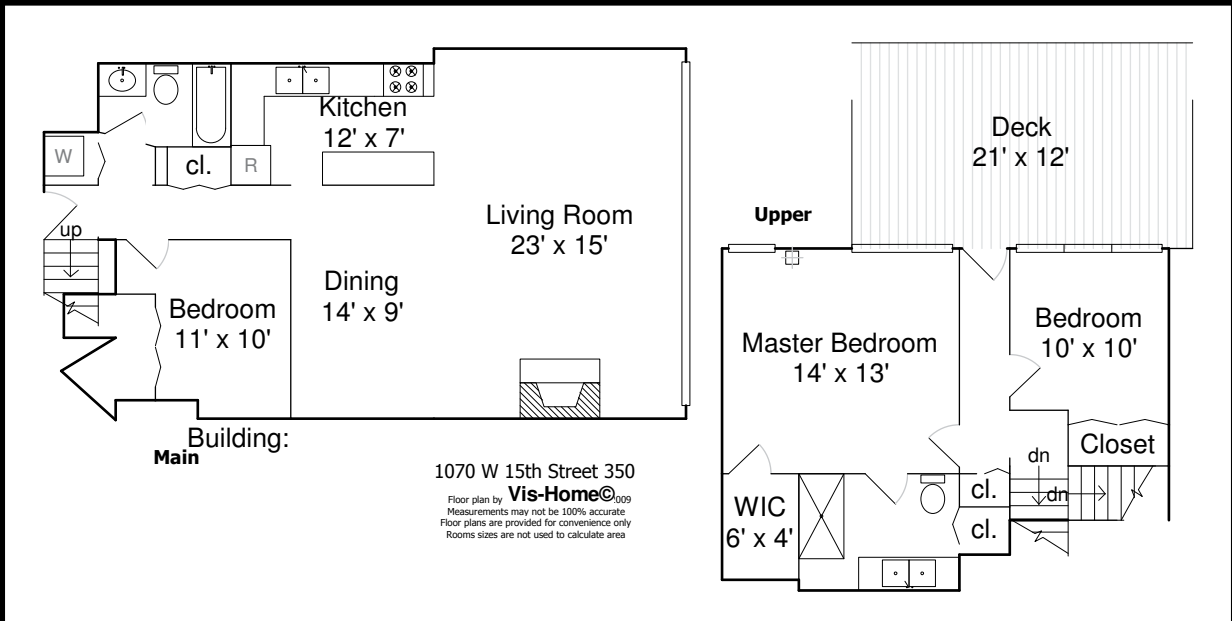 Kitchen
12' x 7'
W
cl.
R
up
Living Room
23' x 15'
Dining
14' x 9'
Bedroom
11' x 10'
Building:
Main
1070 W 15th Street 350
Floor plan by Vis-Home© 009
Measurements may not be 100% accurate
Floor plans are provided for convenience only
Rooms sizes are not used to calculate area
Deck
21' x 12'
Upper
Master Bedroom
14' x 13'
Bedroom
10' x 10'
Closet
dn
dn
cl.
cl.
WIC
6' x 4'